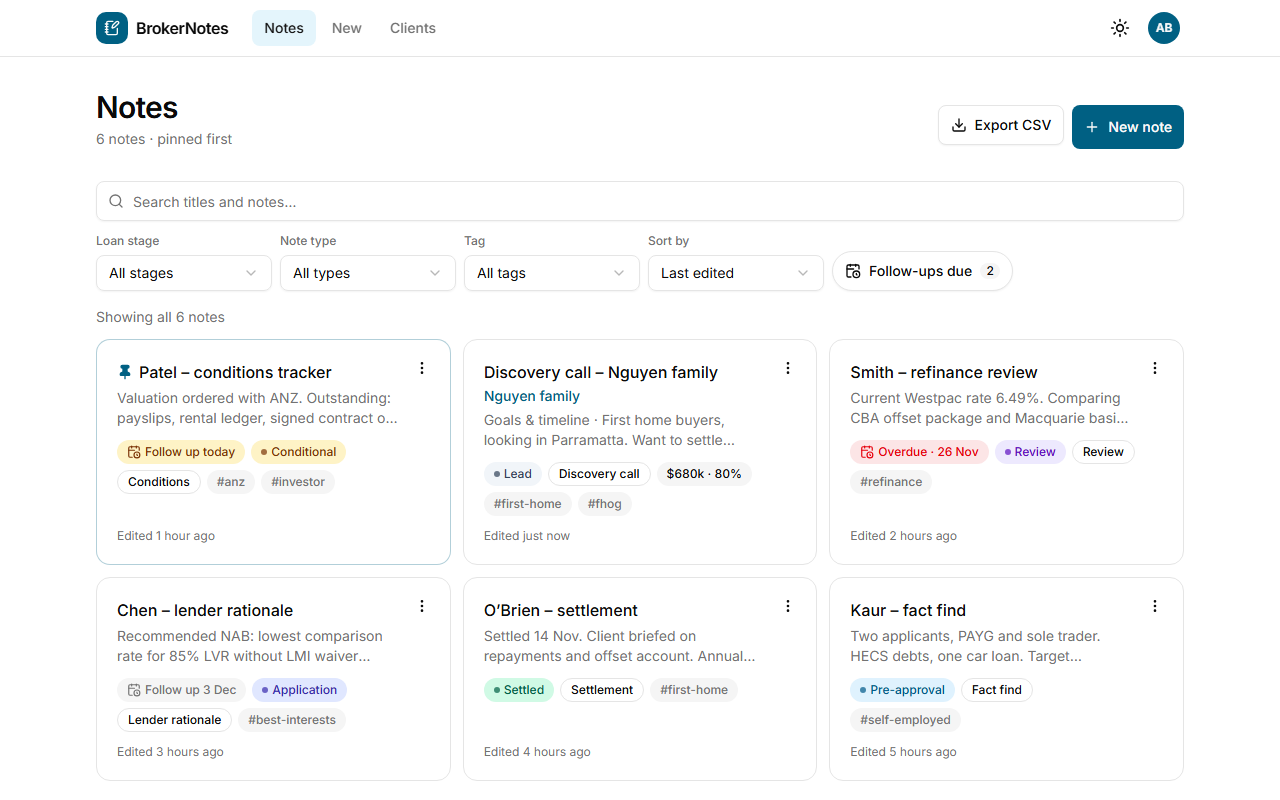 BrokerNotes
Notes
New
Clients
AB
Notes
6 notes · pinned first
Export CSV
New note
Search titles and notes…
Loan stage
Note type
Tag
Sort by
All stages
All types
All tags
Last edited
Follow-ups due 2
Showing all 6 notes
Patel – conditions tracker
Valuation ordered with ANZ. Outstanding:
payslips, rental ledger, signed contract o…
Follow up today
Conditional
Conditions
#anz
#investor
Edited 1 hour ago
Discovery call – Nguyen family
Nguyen family
Goals & timeline · First home buyers,
looking in Parramatta. Want to settle…
Lead
Discovery call
$680k · 80%
#first-home
#fhog
Edited just now
Smith – refinance review
Current Westpac rate 6.49%. Comparing
CBA offset package and Macquarie basi…
Overdue · 26 Nov
Review
Review
#refinance
Edited 2 hours ago
Chen – lender rationale
Recommended NAB: lowest comparison
rate for 85% LVR without LMI waiver…
Follow up 3 Dec
Application
Lender rationale
#best-interests
Edited 3 hours ago
O’Brien – settlement
Settled 14 Nov. Client briefed on
repayments and offset account. Annual…
Settled
Settlement
#first-home
Edited 4 hours ago
Kaur – fact find
Two applicants, PAYG and sole trader.
HECS debts, one car loan. Target…
Pre-approval
Fact find
#self-employed
Edited 5 hours ago